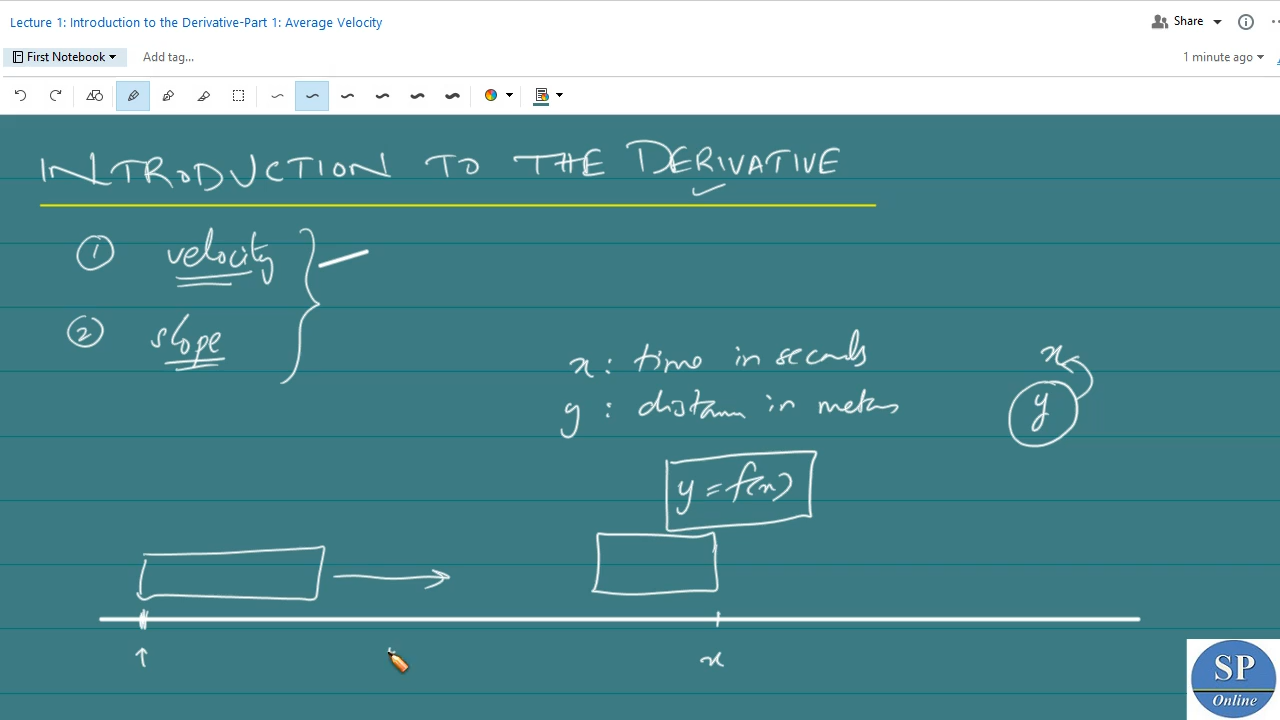 Lecture 1: Introduction to the Derivative-Part 1: Average Velocity
Share
First Notebook
Add tag...
1 minute ago
INTRODUCTION TO THE DERIVATIVE
① velocity
② slope
x : time in seconds
y : distance in meters
x
y
y = f(x)
x
SP
Online